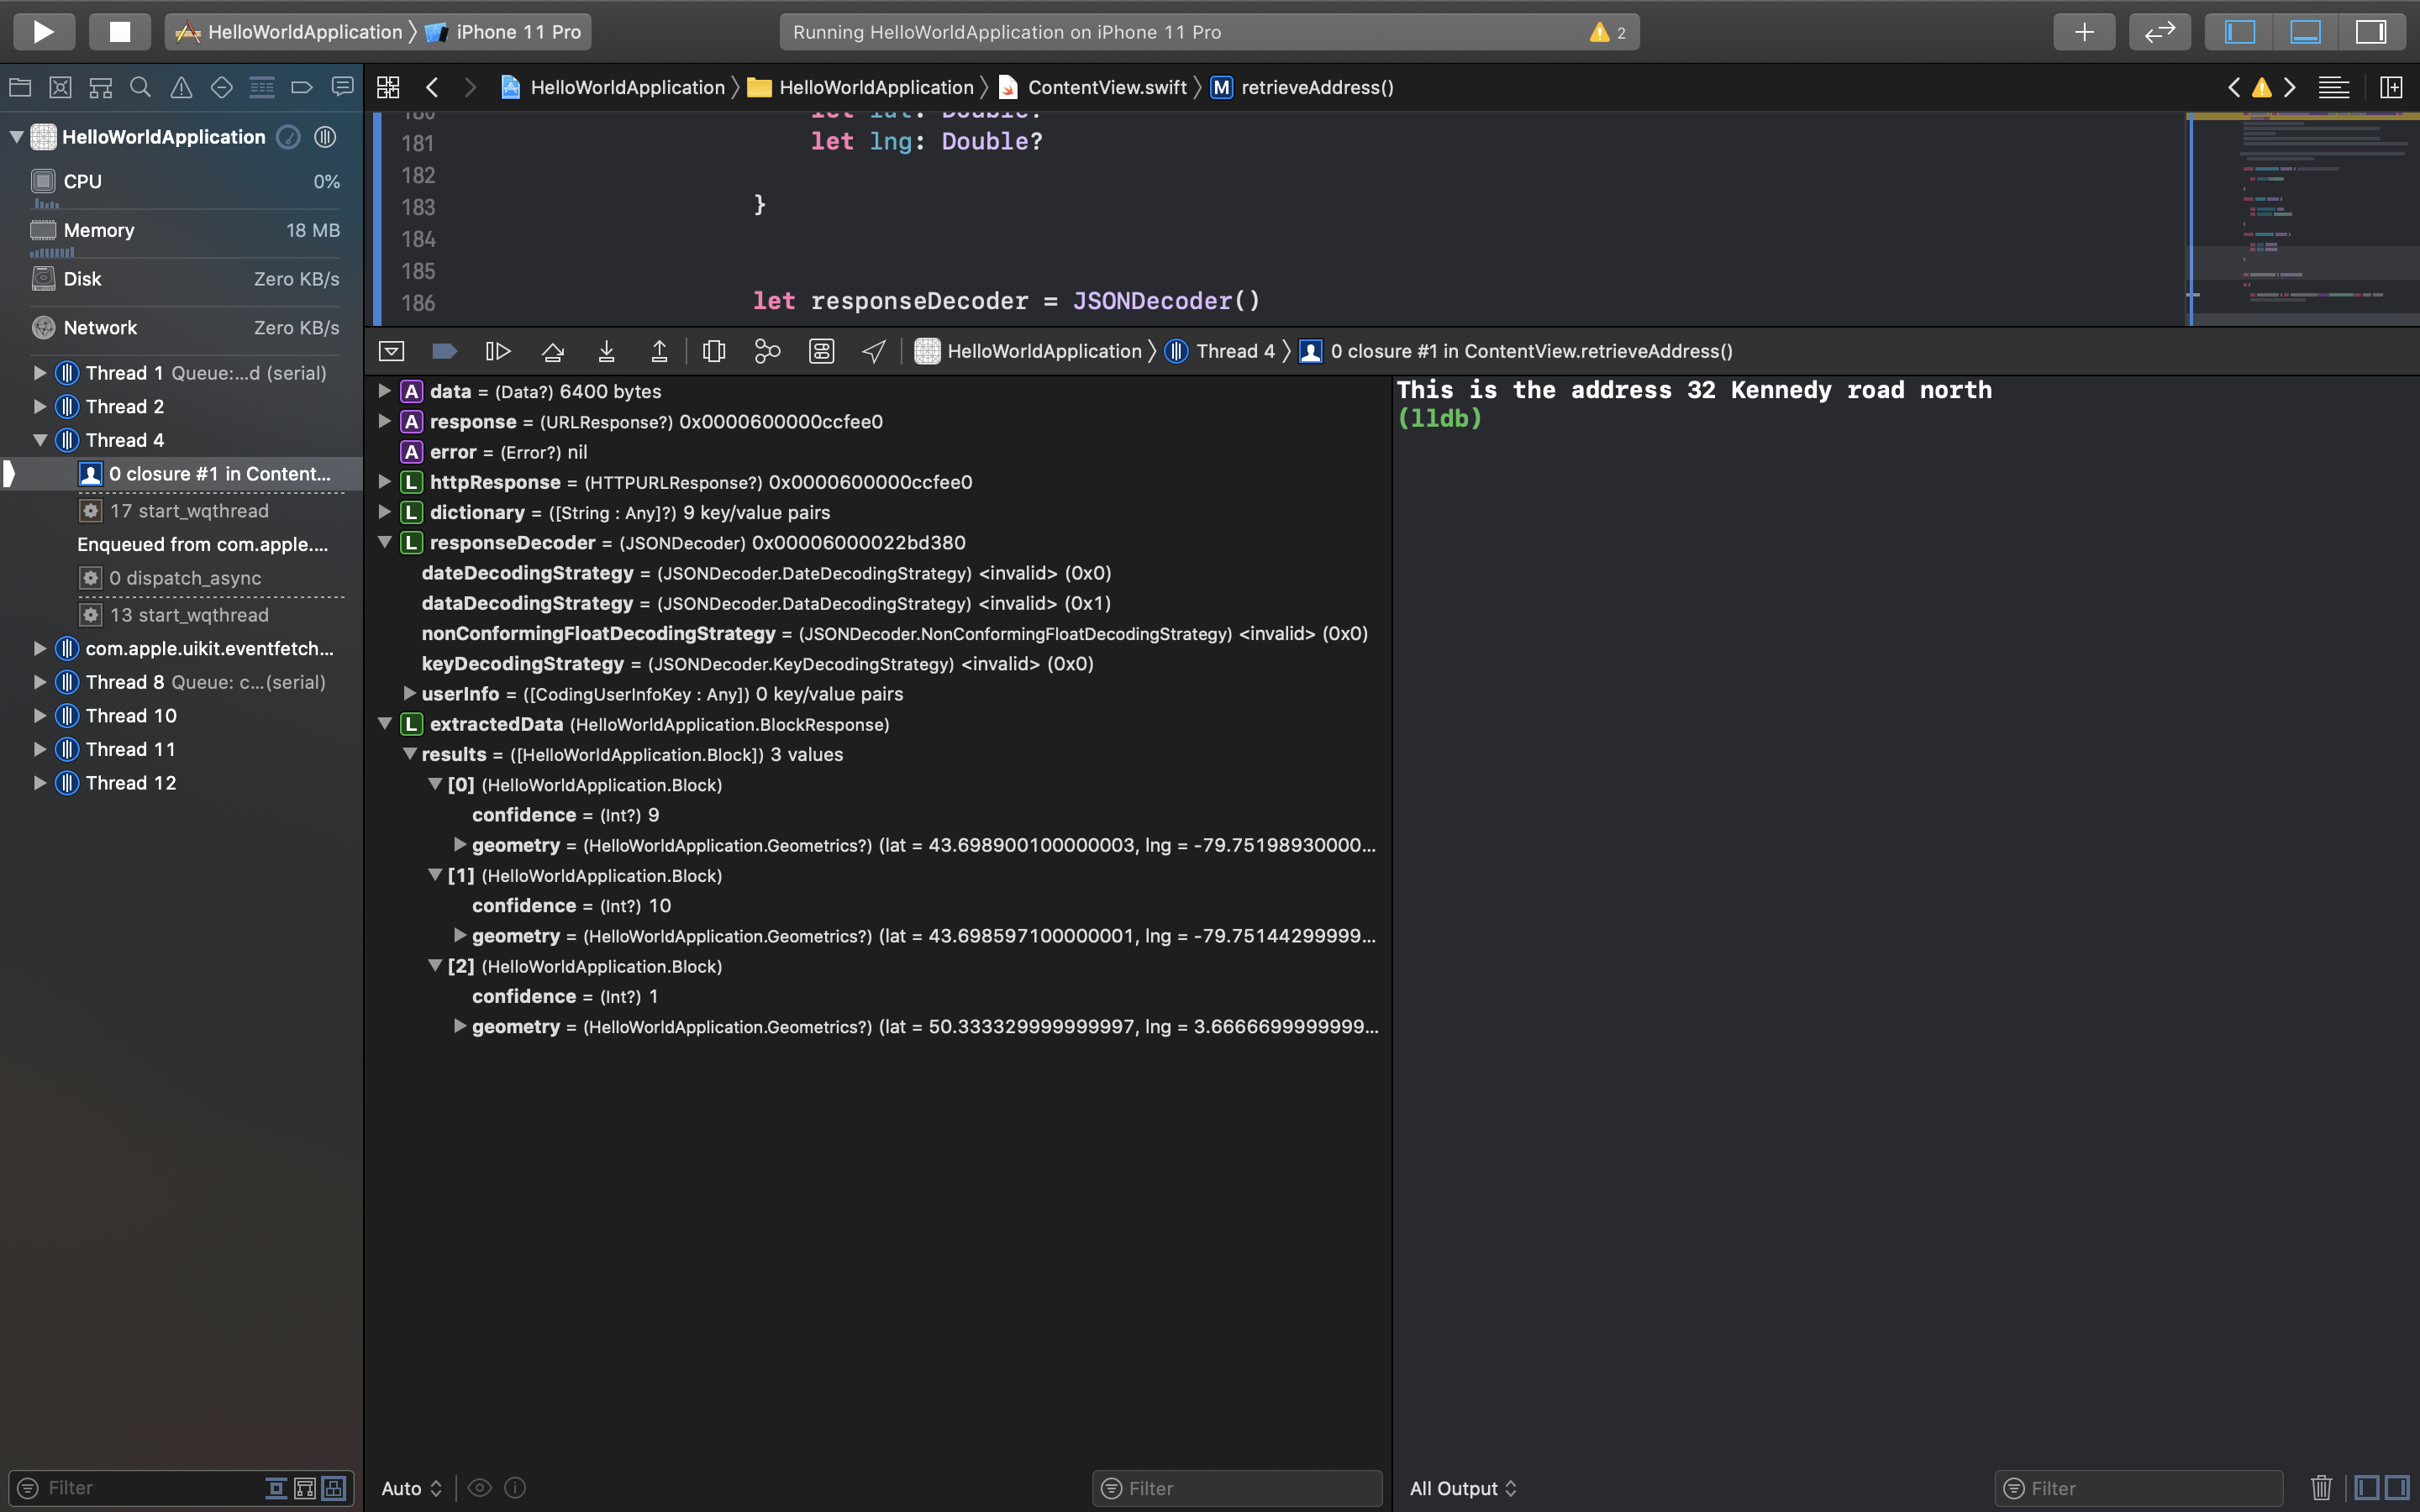 HelloWorldApplication 〉 iPhone 11 Pro
Running HelloWorldApplication on iPhone 11 Pro
2
HelloWorldApplication 〉 HelloWorldApplication 〉 ContentView.swift 〉 M retrieveAddress()
HelloWorldApplication
CPU 0%
Memory 18 MB
Disk Zero KB/s
Network Zero KB/s
Thread 1 Queue:...d (serial)
Thread 2
Thread 4
0 closure #1 in Content...
17 start_wqthread
Enqueued from com.apple....
0 dispatch_async
13 start_wqthread
com.apple.uikit.eventfetch...
Thread 8 Queue: c...(serial)
Thread 10
Thread 11
Thread 12
Filter
180 let lat: Double?
181 let lng: Double?
182
183 }
184
185
186 let responseDecoder = JSONDecoder()
HelloWorldApplication 〉 Thread 4 〉 0 closure #1 in ContentView.retrieveAddress()
A data = (Data?) 6400 bytes
A response = (URLResponse?) 0x0000600000ccfee0
A error = (Error?) nil
L httpResponse = (HTTPURLResponse?) 0x0000600000ccfee0
L dictionary = ([String : Any]?) 9 key/value pairs
L responseDecoder = (JSONDecoder) 0x00006000022bd380
dateDecodingStrategy = (JSONDecoder.DateDecodingStrategy) <invalid> (0x0)
dataDecodingStrategy = (JSONDecoder.DataDecodingStrategy) <invalid> (0x1)
nonConformingFloatDecodingStrategy = (JSONDecoder.NonConformingFloatDecodingStrategy) <invalid> (0x0)
keyDecodingStrategy = (JSONDecoder.KeyDecodingStrategy) <invalid> (0x0)
userInfo = ([CodingUserInfoKey : Any]) 0 key/value pairs
L extractedData (HelloWorldApplication.BlockResponse)
results = ([HelloWorldApplication.Block]) 3 values
[0] (HelloWorldApplication.Block)
confidence = (Int?) 9
geometry = (HelloWorldApplication.Geometrics?) (lat = 43.698900100000003, lng = -79.75198930000...
[1] (HelloWorldApplication.Block)
confidence = (Int?) 10
geometry = (HelloWorldApplication.Geometrics?) (lat = 43.698597100000001, lng = -79.75144299999...
[2] (HelloWorldApplication.Block)
confidence = (Int?) 1
geometry = (HelloWorldApplication.Geometrics?) (lat = 50.333329999999997, lng = 3.6666699999999...
Auto
Filter
This is the address 32 Kennedy road north
(lldb)
All Output
Filter